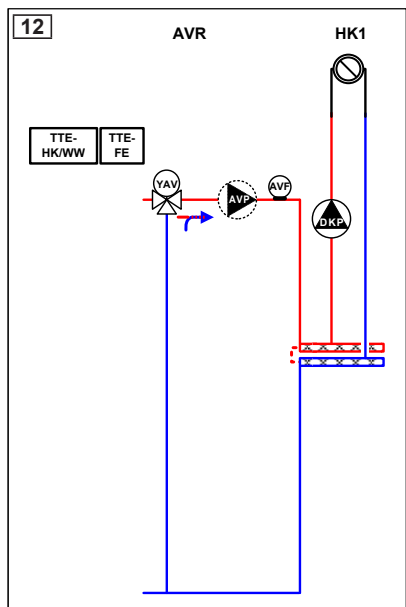 12
AVR
HK1
TTE-
HK/WW
TTE-
FE
YAV
AVP
AVF
DKP